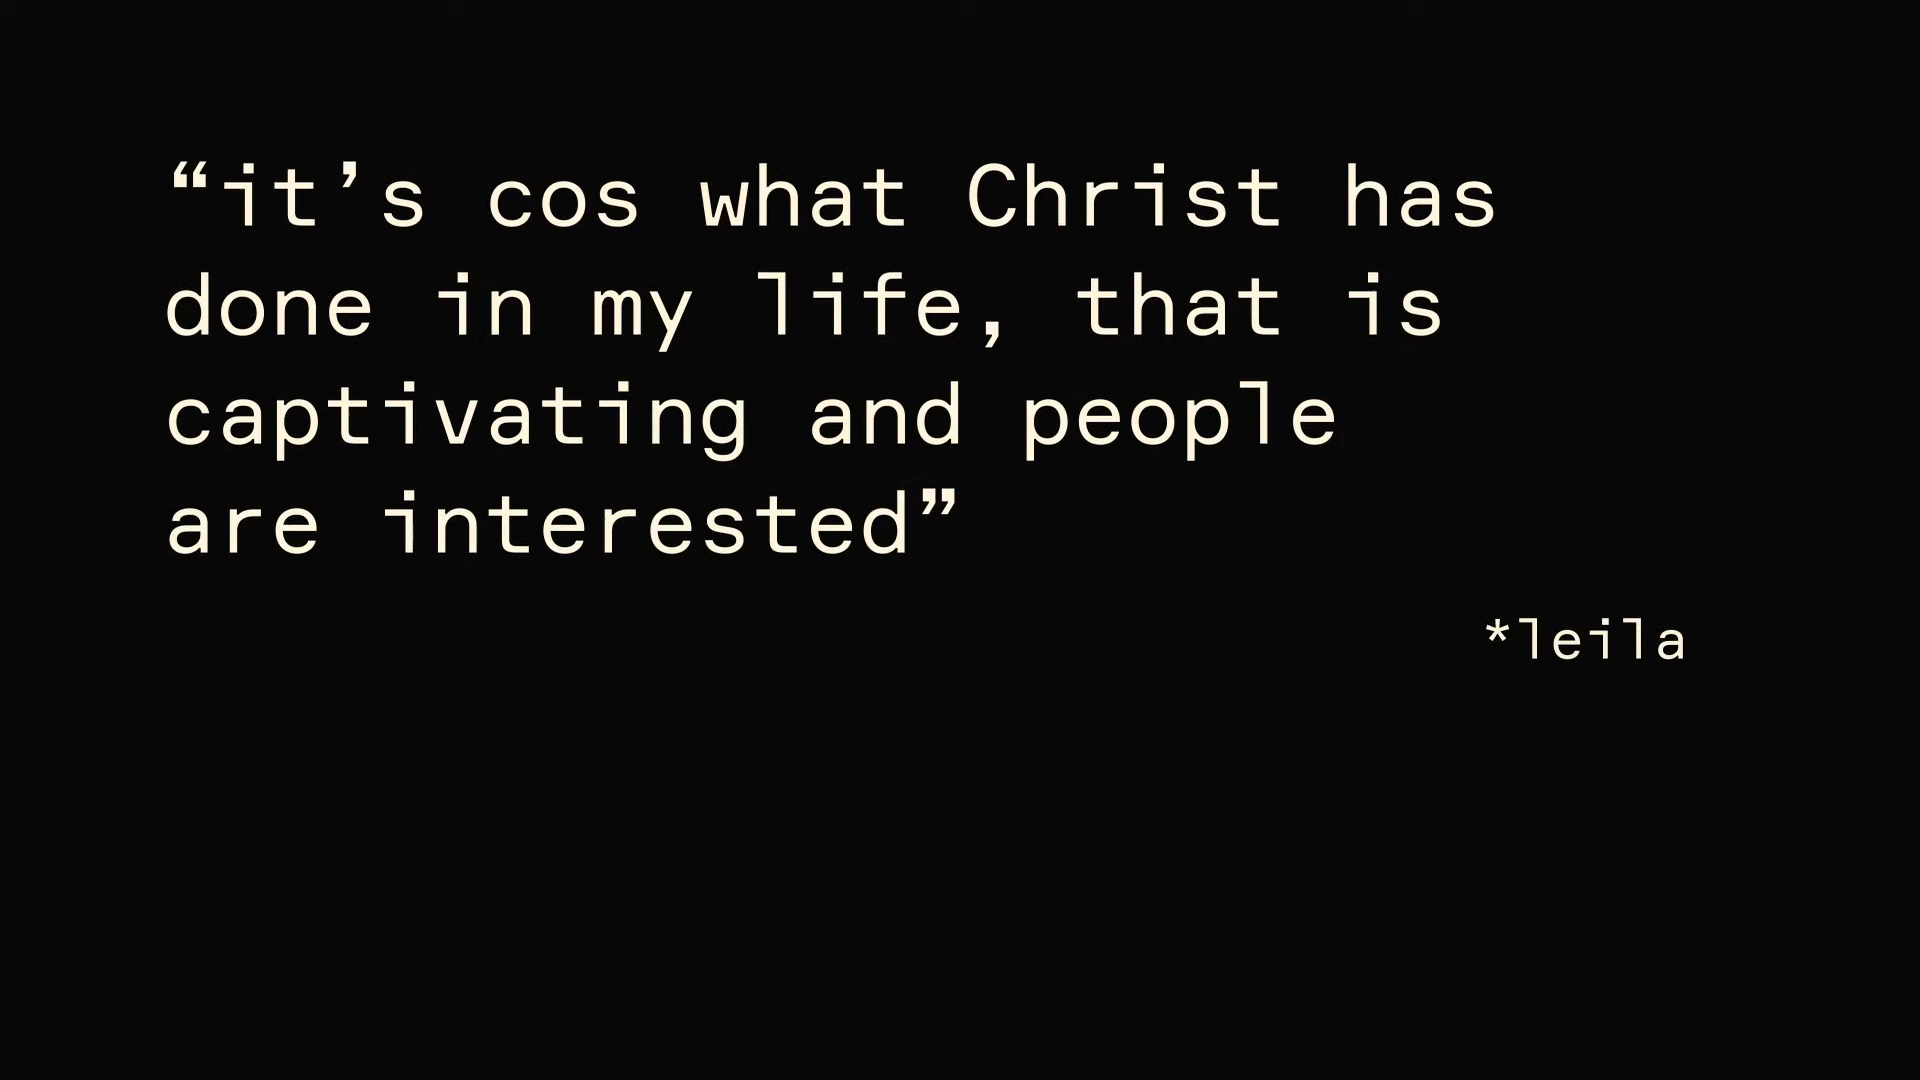 “it’s cos what Christ has
done in my life, that is
captivating and people
are interested”
*leila